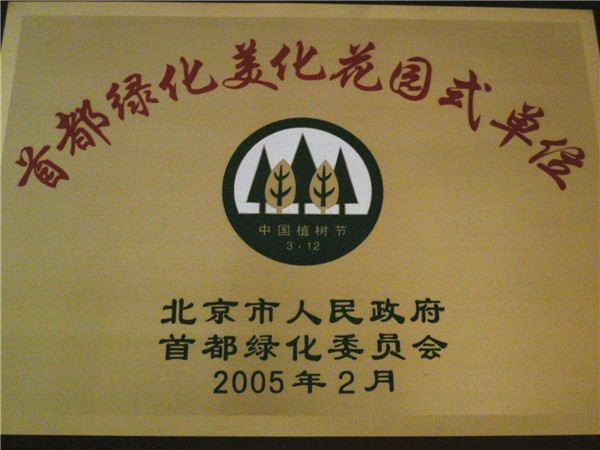 首都绿化美化花园式单位
中国植树节
3·12
北京市人民政府
首都绿化委员会
2005年2月